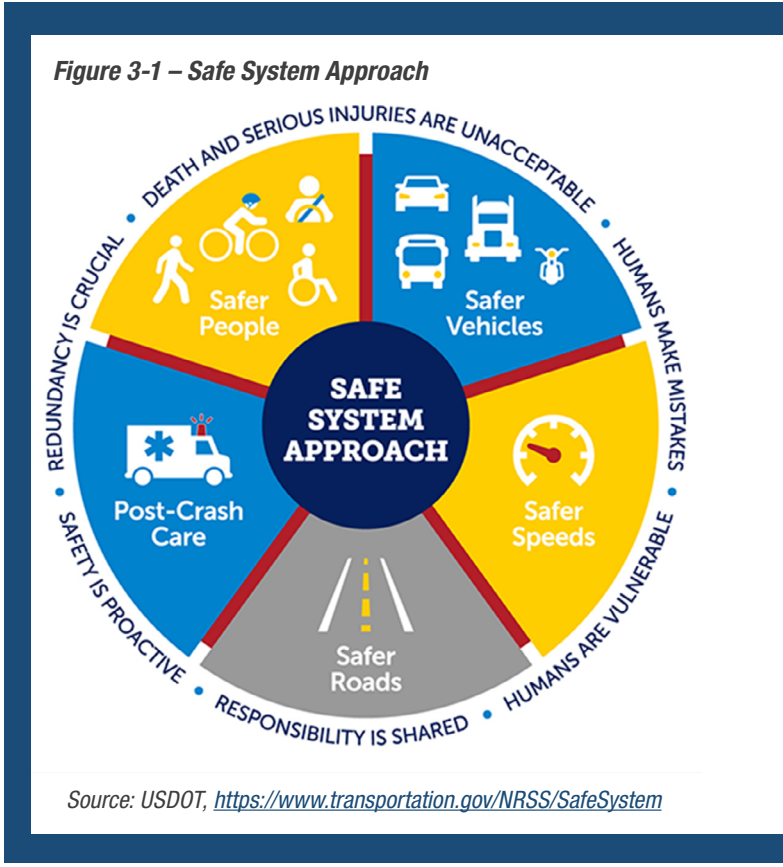 Figure 3-1 – Safe System Approach
DEATH AND SERIOUS INJURIES ARE UNACCEPTABLE
HUMANS MAKE MISTAKES
HUMANS ARE VULNERABLE
RESPONSIBILITY IS SHARED
SAFETY IS PROACTIVE
REDUNDANCY IS CRUCIAL
Safer
People
Safer
Vehicles
SAFE
SYSTEM
APPROACH
Post-Crash
Care
Safer
Speeds
Safer
Roads
Source: USDOT, https://www.transportation.gov/NRSS/SafeSystem